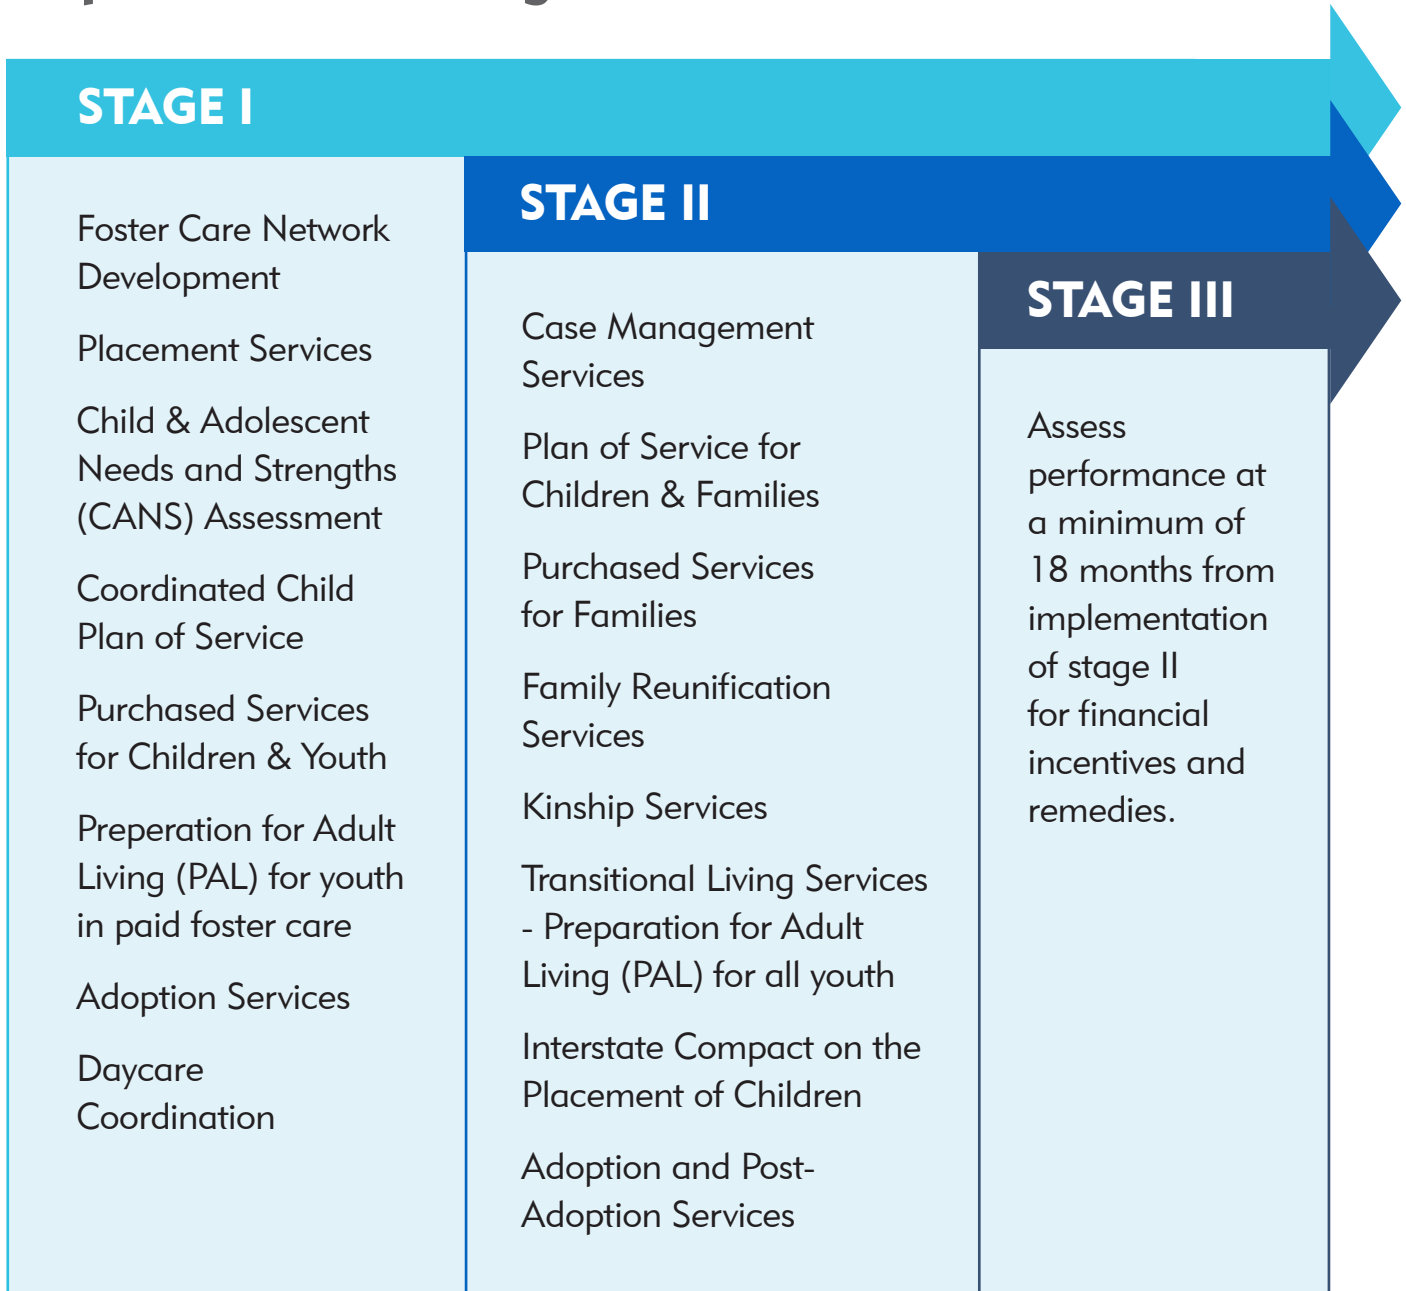 STAGE I
Foster Care Network
Development
Placement Services
Child & Adolescent
Needs and Strengths
(CANS) Assessment
Coordinated Child
Plan of Service
Purchased Services
for Children & Youth
Preperation for Adult
Living (PAL) for youth
in paid foster care
Adoption Services
Daycare
Coordination
STAGE II
Case Management
Services
Plan of Service for
Children & Families
Purchased Services
for Families
Family Reunification
Services
Kinship Services
Transitional Living Services
- Preparation for Adult
Living (PAL) for all youth
Interstate Compact on the
Placement of Children
Adoption and Post-
Adoption Services
STAGE III
Assess
performance at
a minimum of
18 months from
implementation
of stage II
for financial
incentives and
remedies.